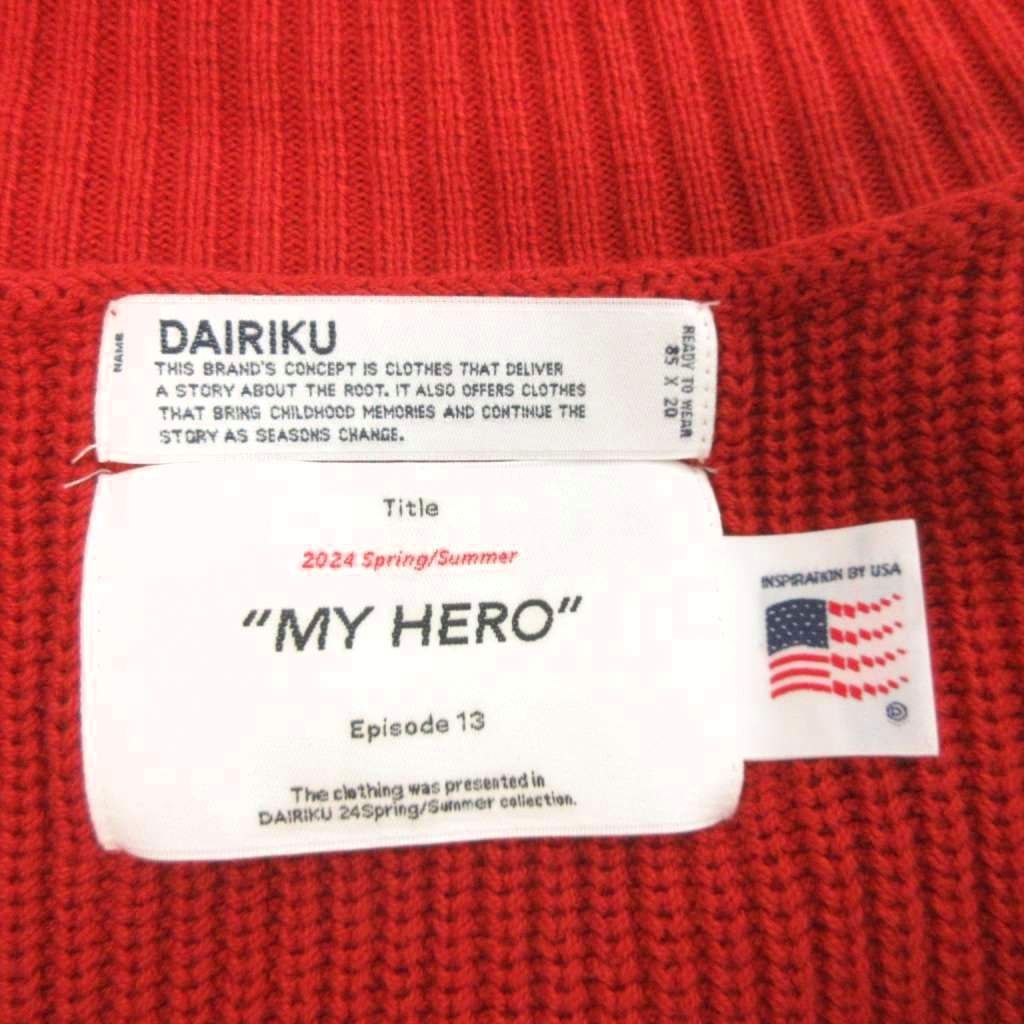 NAME
DAIRIKU
THIS BRAND'S CONCEPT IS CLOTHES THAT DELIVER
A STORY ABOUT THE ROOT. IT ALSO OFFERS CLOTHES
THAT BRING CHILDHOOD MEMORIES AND CONTINUE THE
STORY AS SEASONS CHANGE.
READY TO WEAR
85 X 20
Title
2024 Spring/Summer
"MY HERO"
Episode 13
The clothing was presented in
DAIRIKU 24Spring/Summer collection.
INSPIRATION BY USA